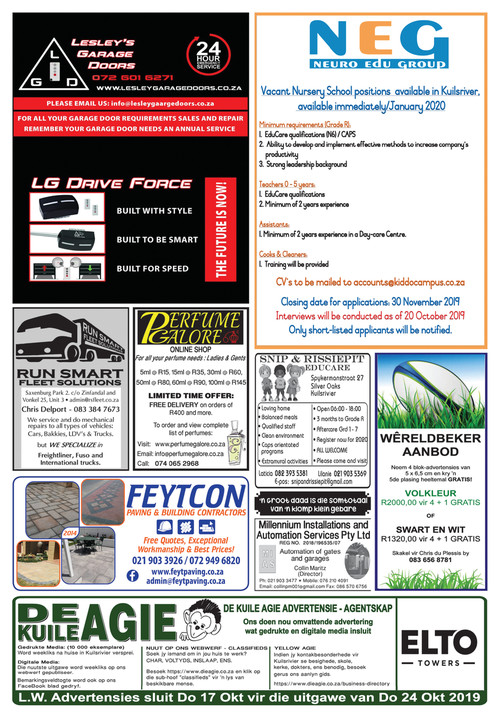 LESLEY'S
GARAGE
DOORS
L
G
D
072 601 6271
WWW.LESLEYGARAGEDOORS.CO.ZA
24
HOUR
EMERGENCY
SERVICE
PLEASE EMAIL US: info@lesleygaargedoors.co.za
FOR ALL YOUR GARAGE DOOR REQUIREMENTS SALES AND REPAIR
REMEMBER YOUR GARAGE DOOR NEEDS AN ANNUAL SERVICE
LG DRIVE FORCE
BUILT WITH STYLE
BUILT TO BE SMART
BUILT FOR SPEED
THE FUTURE IS NOW!
NEG
NEURO EDU GROUP
Vacant Nursery School positions available in Kuilsriver,
available immediately/January 2020
Minimum requirements (Grade R):
1. EduCare qualifications (N6) / CAPS
2. Ability to develop and implement effective methods to increase company's
productivity
3. Strong leadership background
Teachers 0 - 5 years:
1. EduCare qualifications
2. Minimum of 2 years experience
Assistants:
1. Minimum of 2 years experience in a Day-care Centre.
Cooks & Cleaners:
1. Training will be provided
CV's to be mailed to accounts@kiddocampus.co.za
Closing date for applications: 30 November 2019
Interviews will be conducted as of 20 October 2019
Only short-listed applicants will be notified.
RUN SMART
FLEET SOLUTIONS
RUN SMART
FLEET SOLUTIONS
Saxenburg Park 2, c/o Zinfandal and
Vonkel 25, Unit 3 • admin@rsfleet.co.za
Chris Delport - 083 384 7673
We service and do mechanical
repairs to all types of vehicles:
Cars, Bakkies, LDV's & Trucks.
but WE SPECIALIZE in
Freightliner, Fuso and
International trucks.
PERFUME
GALORE
ONLINE SHOP
For all your perfume needs : Ladies & Gents
5ml @ R15, 15ml @ R35, 30ml @ R60,
50ml @ R80, 60ml @ R90, 100ml @ R145
LIMITED TIME OFFER:
FREE DELIVERY on orders of
R400 and more.
To order and view complete
list of perfumes:
Visit: www.perfumegalore.co.za
Email: info@perfumegalore.co.za
Call: 074 065 2968
SNIP & RISSIEPIT
EDUCARE
Spykermanstraat 27
Silver Oaks
Kuilsrivier
• Loving home
• Balanced meals
• Qualified staff
• Clean environment
• Caps orientated
programs
• Extramural activities
• Open 06:00 - 18:00
• 3 months to Grade R
• Aftercare Grd 1 - 7
• Register now for 2020
• ALL WELCOME
• Please come and visit
Leslie: 082 393 5381
E-pos: snipandrissiepit@gmail.com
'n Groot daad is die somtotaal
van 'n klomp klein gebare
Millennium Installations and
Automation Services Pty Ltd
REG NO. 2018/196535/07
Automation of gates
and garages
Collin Maritz
(Director)
Ph: 021 903 3477 • Mobile: 076 210 4091
Email: collinjam001@gmail.com Fax: 086 570 6756
WÊRELDBEKER
AANBOD
Neem 4 blok-advertensies van
5 x 6,5 cm en kry 'n
5de plasing heeltemal GRATIS!
VOLKLEUR
R2000,00 vir 4 + 1 GRATIS
OF
SWART EN WIT
R1320,00 vir 4 + 1 GRATIS
Skakel vir Chris du Plessis by
083 656 8781
2014
FEYTCON
PAVING & BUILDING CONTRACTORS
Free Quotes, Exceptional
Workmanship & Best Prices!
021 903 3926 / 072 949 6820
www.feytpaving.co.za
admin@feytpaving.co.za
DE
KUILE
AGIE
DE KUILE AGIE ADVERTENSIE - AGENTSKAP
Ons doen nou omvattende advertering
wat gedrukte en digitale media insluit
Gedrukte Media: (10 000 eksemplare)
Word weekliks na huise in Kuilsrivier versprei.
Digitale Media:
Die nuutste uitgawe word weekliks op ons
webwerf gepubliseer.
Bemarkingsveldtogte word ook op ons
FaceBook blad gedryf.
NUUT OP ONS WEBWERF - CLASSIFIEDS
Soek jy iemand om in jou huis te werk?
CHAR, VOLTYDS, INSLAAP, ENS.
Besoek https://www.dieagie.co.za en klik op
die sub-hoof "classifieds" vir 'n lys van
beskikbare mense.
YELLOW AGIE
Indien jy kontakbesonderhede vir
Kuilsrivier se besighede, skole,
kerke, dokters, ens benodig, besoek
gerus ons aanlyn gids.
https://www.dieagie.co.za/business-directory
ELTO
TOWERS
L.W. Advertensies sluit Do 17 Okt vir die uitgawe van Do 24 Okt 2019